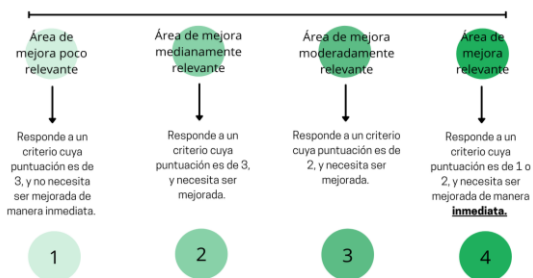 Área de
mejora poco
relevante
Área de mejora
medianamente
relevante
Área de mejora
moderadamente
relevante
Área de
mejora
relevante
Responde a un
criterio cuya
puntuación es de
3, y no necesita
ser mejorada de
manera inmediata.
Responde a un
criterio cuya
puntuación es de 3,
y necesita ser
mejorada.
Responde a un criterio
cuya puntuación es de
2, y necesita ser
mejorada.
Responde a un
criterio cuya
puntuación es de 1 o
2, y necesita ser
mejorada de manera
inmediata.
1
2
3
4